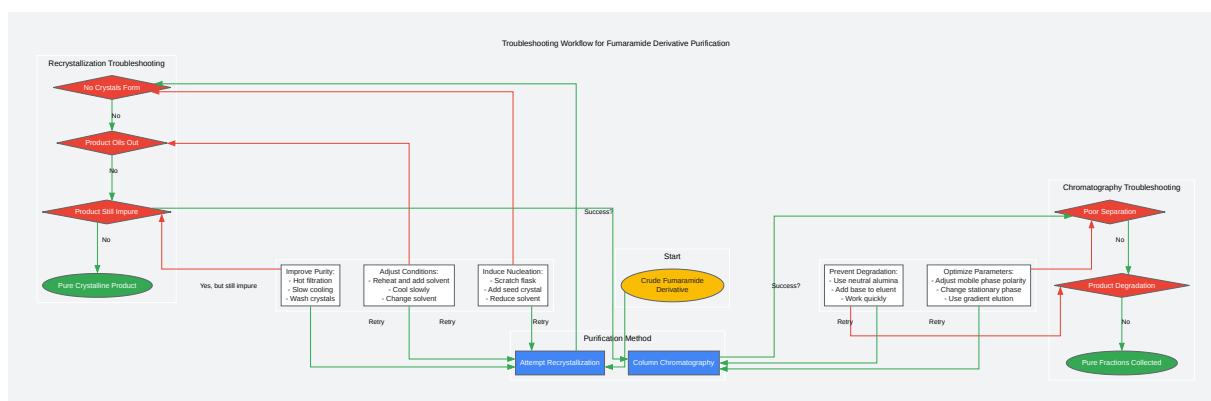 Troubleshooting Workflow for Fumaramide Derivative Purification
Recrystallization Troubleshooting
No Crystals Form
No
Product Oils Out
No
Product Still Impure
No
Pure Crystalline Product
Yes, but still impure
Improve Purity:
- Hot filtration
- Slow cooling
- Wash crystals
Adjust Conditions:
- Reheat and add solvent
- Cool slowly
- Change solvent
Induce Nucleation:
- Scratch flask
- Add seed crystal
- Reduce solvent
Retry
Retry
Retry
Success?
Start
Crude Fumaramide
Derivative
Purification Method
Attempt Recrystallization
Column Chromatography
Success?
Prevent Degradation:
- Use neutral alumina
- Add base to eluent
- Work quickly
Optimize Parameters:
- Adjust mobile phase polarity
- Change stationary phase
- Use gradient elution
Retry
Retry
Chromatography Troubleshooting
Poor Separation
No
Product Degradation
No
Pure Fractions Collected